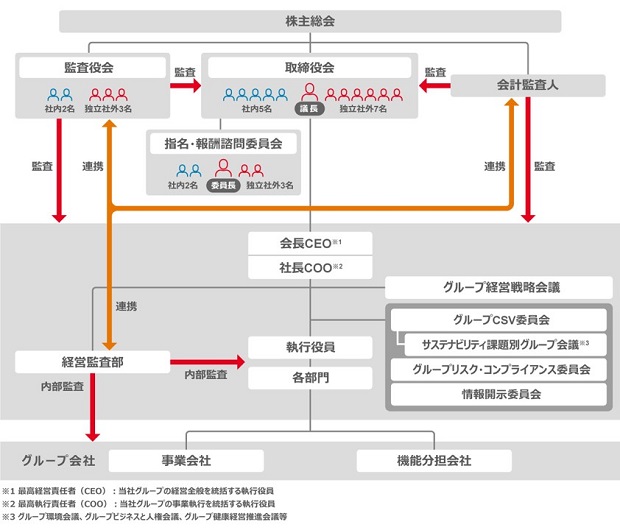 株主総会
監査役会
社内2名
独立社外3名
監査
取締役会
社内5名
議長
独立社外7名
監査
会計監査人
指名・報酬諮問委員会
社内2名
委員長
独立社外3名
監査
連携
連携
監査
会長CEO※1
社長COO※2
グループ経営戦略会議
連携
グループCSV委員会
サステナビリティ課題別グループ会議※3
グループリスク・コンプライアンス委員会
情報開示委員会
経営監査部
内部監査
執行役員
各部門
内部監査
グループ会社
事業会社
機能分担会社
※1 最高経営責任者（CEO）：当社グループの経営全般を統括する執行役員
※2 最高執行責任者（COO）：当社グループの事業執行を統括する執行役員
※3 グループ環境会議、グループビジネスと人権会議、グループ健康経営推進会議等